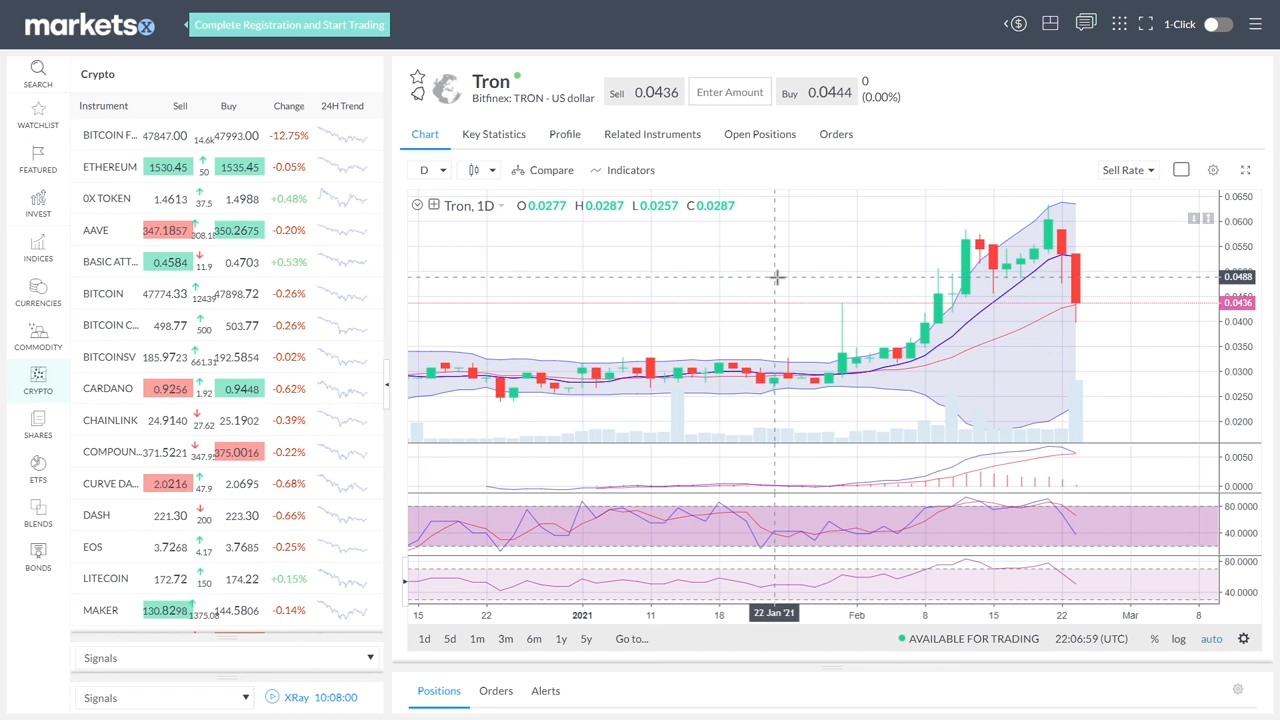 marketsx
Complete Registration and Start Trading
1-Click
SEARCH
WATCHLIST
FEATURED
INVEST
INDICES
CURRENCIES
COMMODITY
CRYPTO
SHARES
ETFS
BLENDS
BONDS
Crypto
Instrument Sell Buy Change 24H Trend
BITCOIN F... 47847.00 14.6k 47993.00 -12.75%
ETHEREUM 1530.45 50 1535.45 -0.05%
0X TOKEN 1.4613 37.5 1.4988 +0.48%
AAVE 347.1857 308.18 350.2675 -0.20%
BASIC ATT... 0.4584 11.9 0.4703 +0.53%
BITCOIN 47774.33 12439 47898.72 -0.26%
BITCOIN C... 498.77 500 503.77 -0.26%
BITCOINSV 185.9723 661.31 192.5854 -0.02%
CARDANO 0.9256 1.92 0.9448 -0.62%
CHAINLINK 24.9140 27.62 25.1902 -0.39%
COMPOUN... 371.5221 347.95 375.0016 -0.22%
CURVE DA... 2.0216 47.9 2.0695 -0.68%
DASH 221.30 200 223.30 -0.66%
EOS 3.7268 4.17 3.7685 -0.25%
LITECOIN 172.72 150 174.22 +0.15%
MAKER 130.8298 1375.08 144.5806 -0.14%
Signals
Signals XRay 10:08:00
Tron
Bitfinex: TRON - US dollar
Sell 0.0436 Enter Amount Buy 0.0444 0 (0.00%)
Chart Key Statistics Profile Related Instruments Open Positions Orders
D Compare Indicators Sell Rate
Tron, 1D O0.0277 H0.0287 L0.0257 C0.0287
0.0650
0.0600
0.0550
0.0488
0.0436
0.0400
0.0350
0.0300
0.0250
0.0200
0.0050
0.0000
80.0000
40.0000
80.0000
40.0000
15 22 2021 11 18 22 Jan '21 Feb 8 15 22 Mar 8
1d 5d 1m 3m 6m 1y 5y Go to... AVAILABLE FOR TRADING 22:06:59 (UTC) % log auto
Positions Orders Alerts